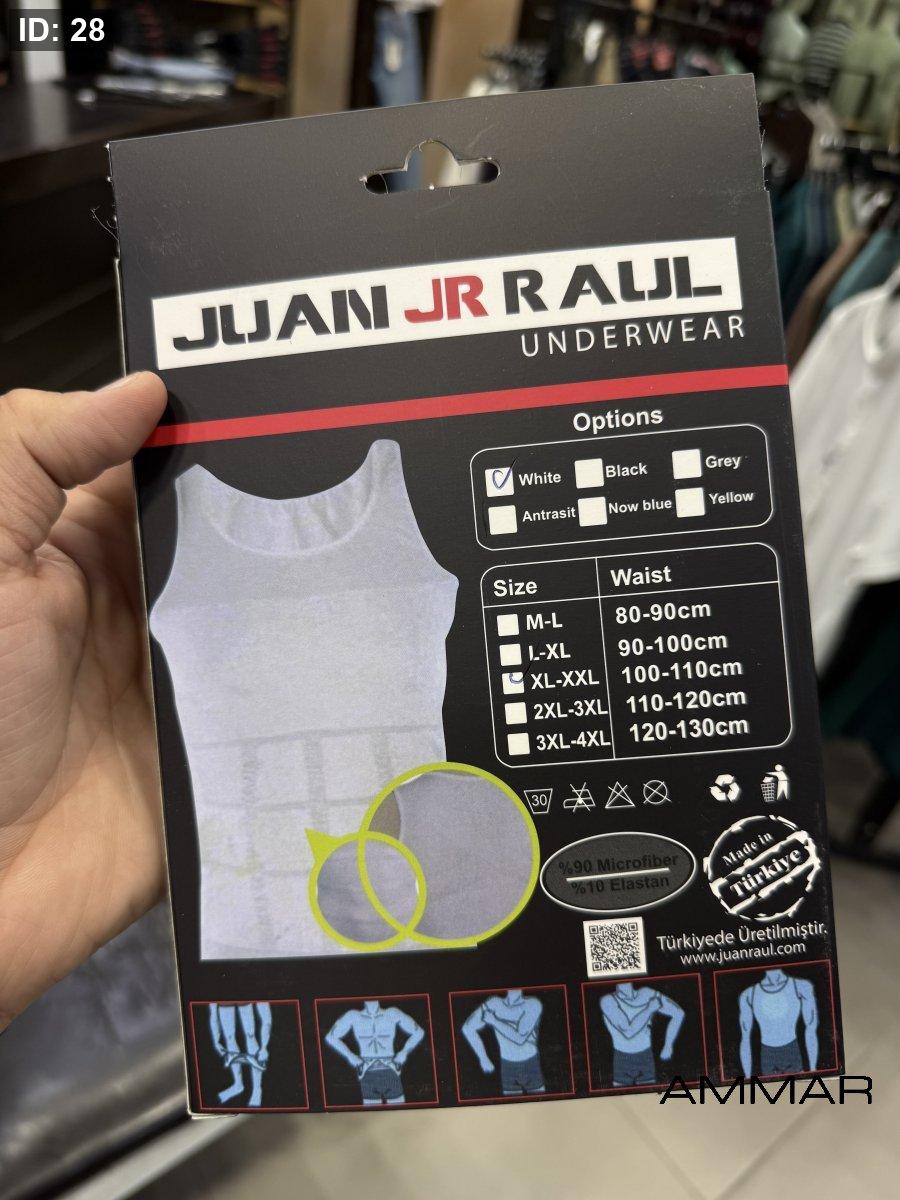 ID: 28
JUAN JR RAUL
UNDERWEAR
Options
White Black Grey
Antrasit Now blue Yellow
Size Waist
M-L 80-90cm
L-XL 90-100cm
XL-XXL 100-110cm
2XL-3XL 110-120cm
3XL-4XL 120-130cm
30
%90 Microfiber
%10 Elastan
Made in
Türkiye
Türkiyede Üretilmiştir.
www.juanraul.com
AMMAR